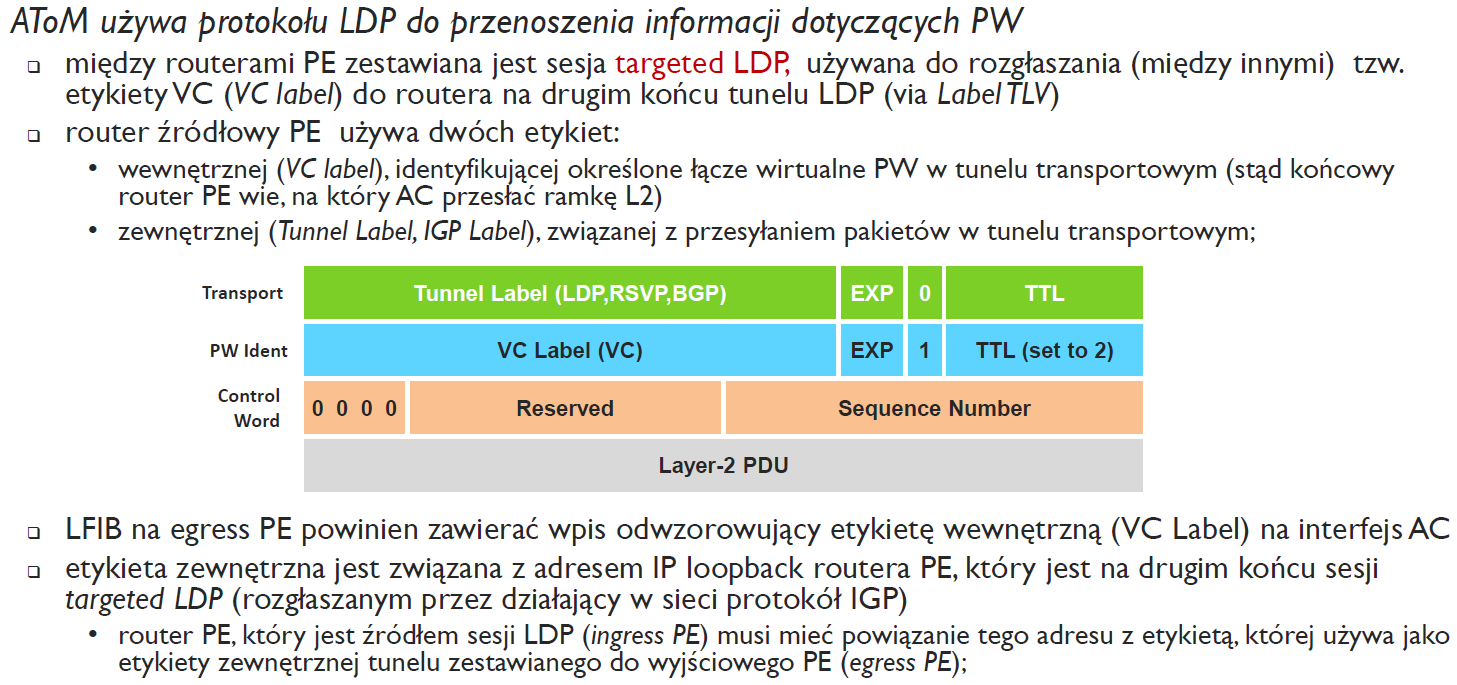 AToM używa protokołu LDP do przenoszenia informacji dotyczących PW
❑ między routerami PE zestawiana jest sesja targeted LDP, używana do rozgłaszania (między innymi) tzw.
etykiety VC (VC label) do routera na drugim końcu tunelu LDP (via Label TLV)
❑ router źródłowy PE używa dwóch etykiet:
• wewnętrznej (VC label), identyfikującej określone łącze wirtualne PW w tunelu transportowym (stąd końcowy
router PE wie, na który AC przesłać ramkę L2)
• zewnętrznej (Tunnel Label, IGP Label), związanej z przesyłaniem pakietów w tunelu transportowym;
Transport Tunnel Label (LDP,RSVP,BGP) EXP 0 TTL
PW Ident VC Label (VC) EXP 1 TTL (set to 2)
Control
Word
0 0 0 0 Reserved Sequence Number
Layer-2 PDU
❑ LFIB na egress PE powinien zawierać wpis odwzorowujący etykietę wewnętrzną (VC Label) na interfejs AC
❑ etykieta zewnętrzna jest związana z adresem IP loopback routera PE, który jest na drugim końcu sesji
targeted LDP (rozgłaszanym przez działający w sieci protokół IGP)
• router PE, który jest źródłem sesji LDP (ingress PE) musi mieć powiązanie tego adresu z etykietą, której używa jako
etykiety zewnętrznej tunelu zestawianego do wyjściowego PE (egress PE);